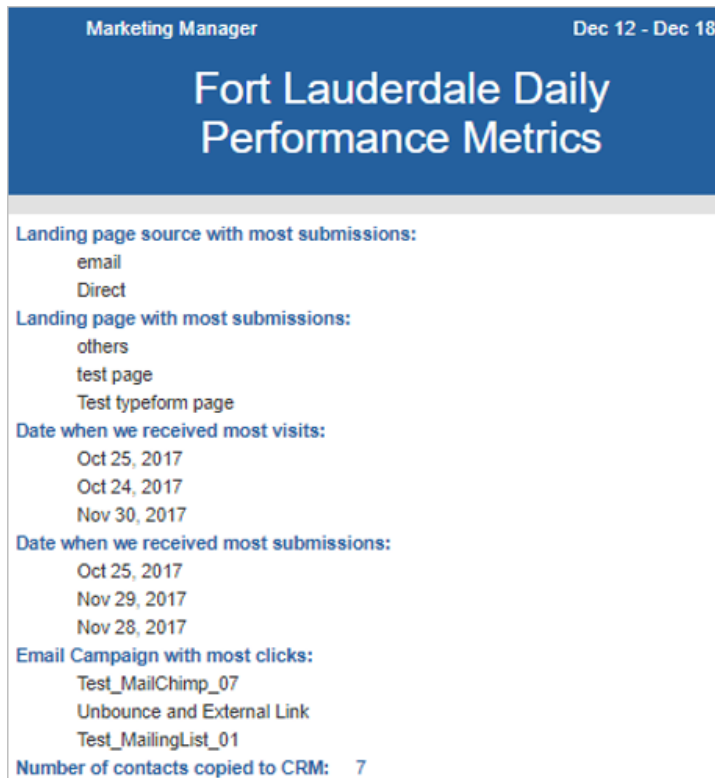 Marketing Manager Dec 12 - Dec 18
Fort Lauderdale Daily
Performance Metrics
Landing page source with most submissions:
email
Direct
Landing page with most submissions:
others
test page
Test typeform page
Date when we received most visits:
Oct 25, 2017
Oct 24, 2017
Nov 30, 2017
Date when we received most submissions:
Oct 25, 2017
Nov 29, 2017
Nov 28, 2017
Email Campaign with most clicks:
Test_MailChimp_07
Unbounce and External Link
Test_MailingList_01
Number of contacts copied to CRM: 7